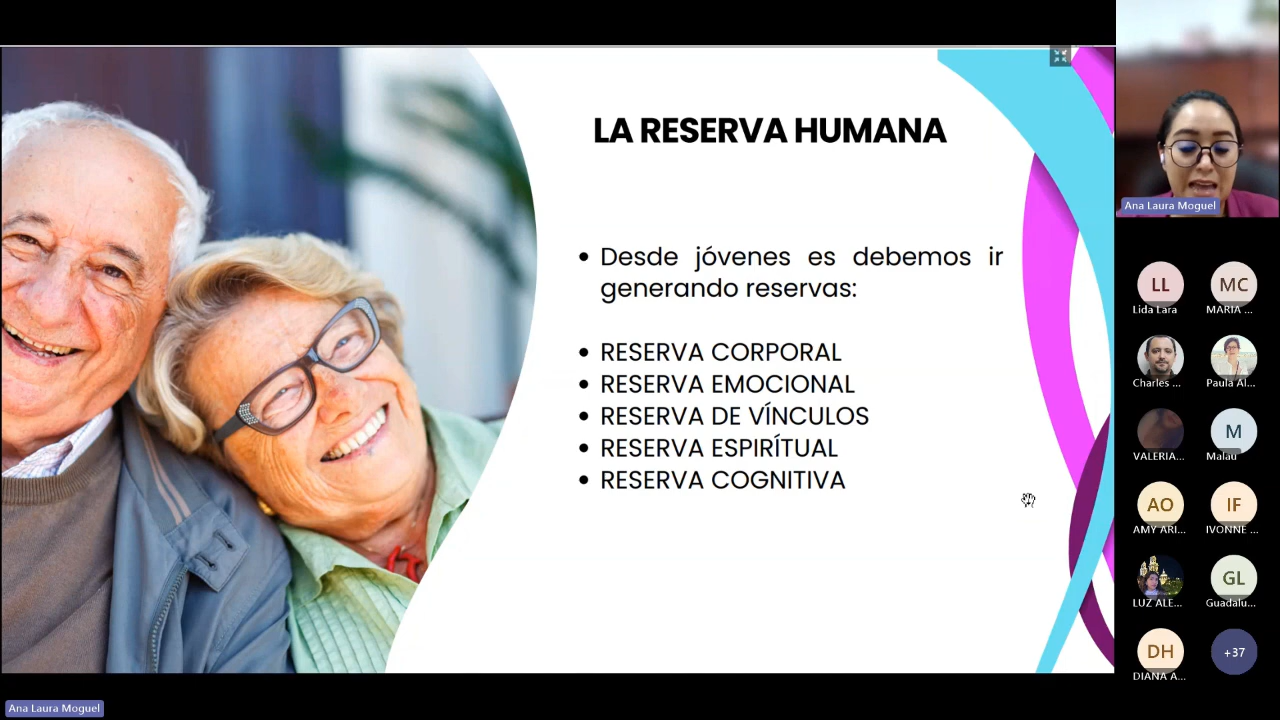 LA RESERVA HUMANA
• Desde jóvenes es debemos ir
generando reservas:
• RESERVA CORPORAL
• RESERVA EMOCIONAL
• RESERVA DE VÍNCULOS
• RESERVA ESPIRÍTUAL
• RESERVA COGNITIVA
Ana Laura Moguel
LL
MC
Lida Lara
MARIA ...
Charles ...
Paula Al...
M
VALERIA...
Malau
AO
IF
AMY ARI...
IVONNE ...
GL
LUZ ALE...
Guadalu...
DH
+37
DIANA A...
Ana Laura Moguel